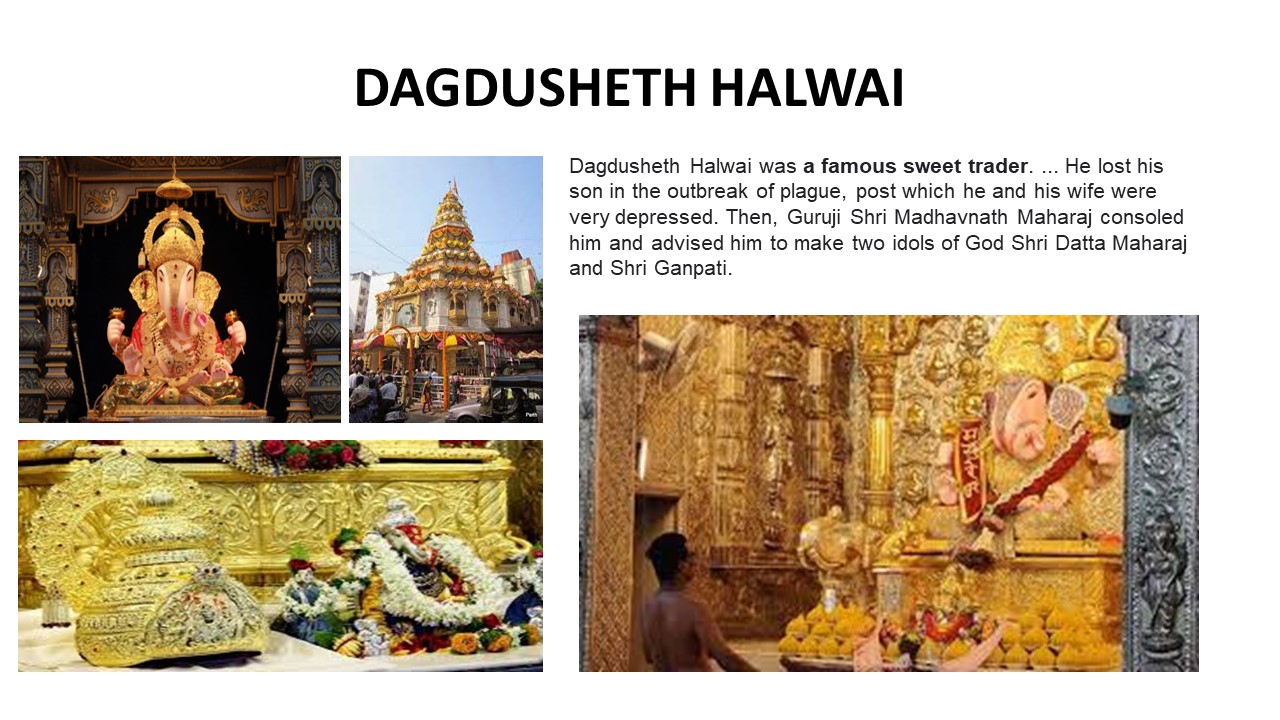 DAGDUSHETH HALWAI
Dagdusheth Halwai was a famous sweet trader. ... He lost his
son in the outbreak of plague, post which he and his wife were
very depressed. Then, Guruji Shri Madhavnath Maharaj consoled
him and advised him to make two idols of God Shri Datta Maharaj
and Shri Ganpati.